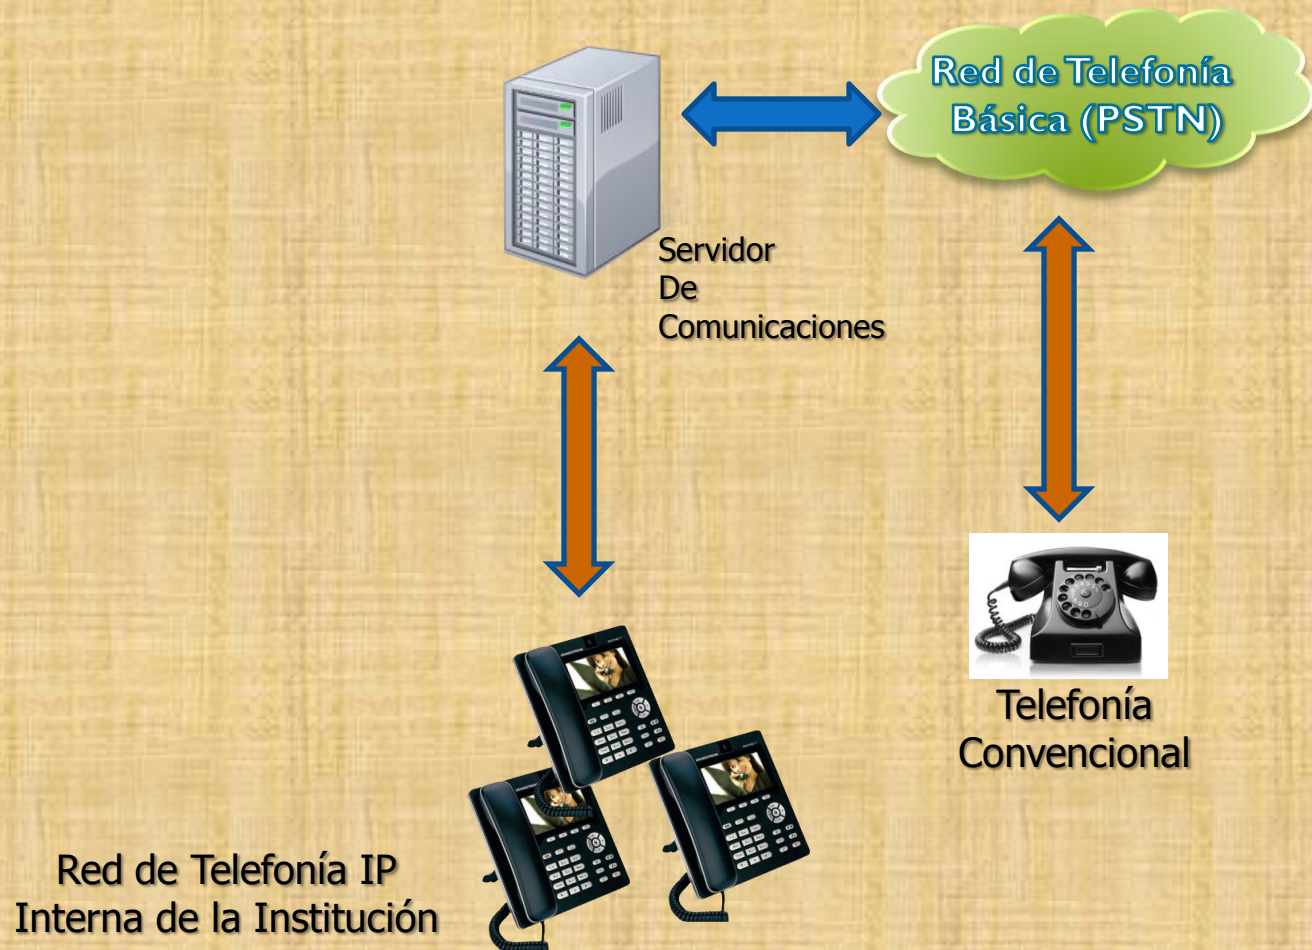 Red de Telefonía
Básica (PSTN)
Servidor
De
Comunicaciones
Telefonía
Convencional
Red de Telefonía IP
Interna de la Institución